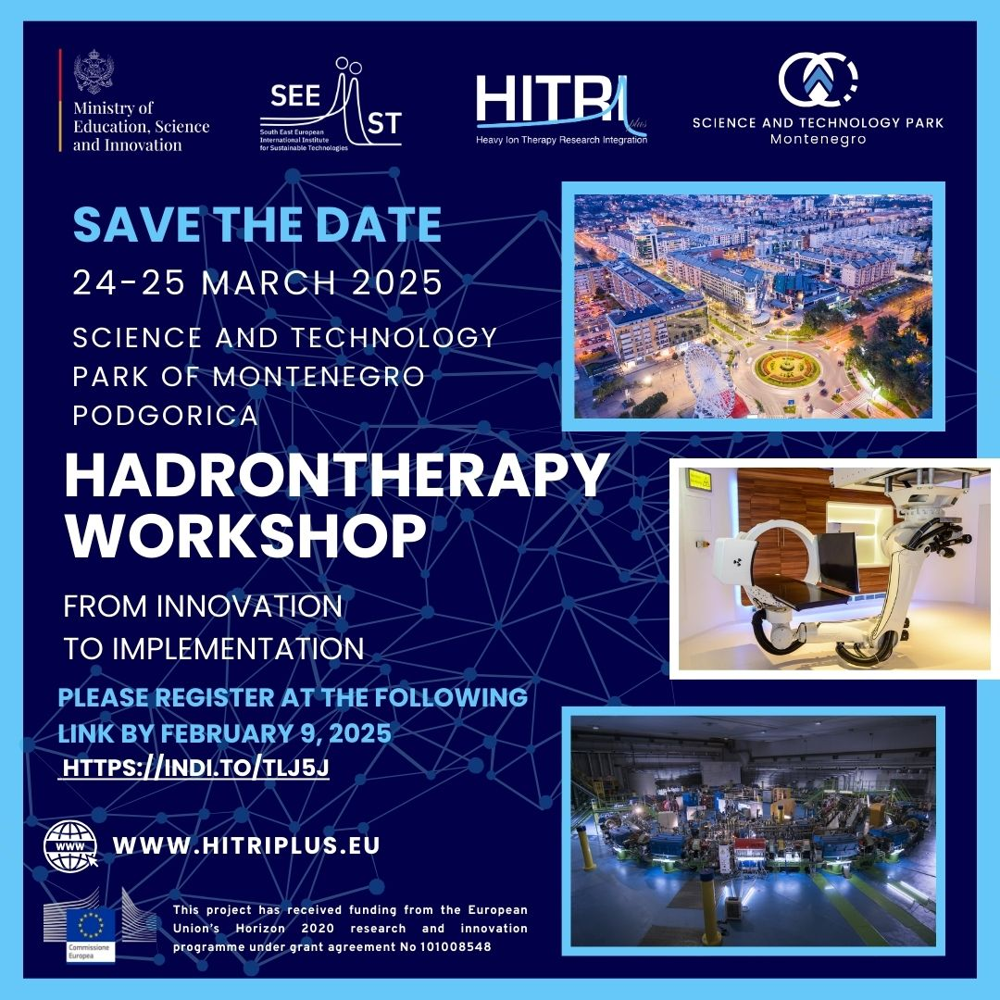 Ministry of
Education, Science
and Innovation
SEE
IIST
South East European
International Institute
for Sustainable Technologies
HITRI plus
Heavy Ion Therapy Research Integration
SCIENCE AND TECHNOLOGY PARK
Montenegro
SAVE THE DATE
24-25 MARCH 2025
SCIENCE AND TECHNOLOGY
PARK OF MONTENEGRO
PODGORICA
HADRONTHERAPY
WORKSHOP
FROM INNOVATION
TO IMPLEMENTATION
PLEASE REGISTER AT THE FOLLOWING
LINK BY FEBRUARY 9, 2025
HTTPS://INDI.TO/TLJ5J
WWW
WWW.HITRIPLUS.EU
Commissione
Europea
This project has received funding from the European
Union's Horizon 2020 research and innovation
programme under grant agreement No 101008548